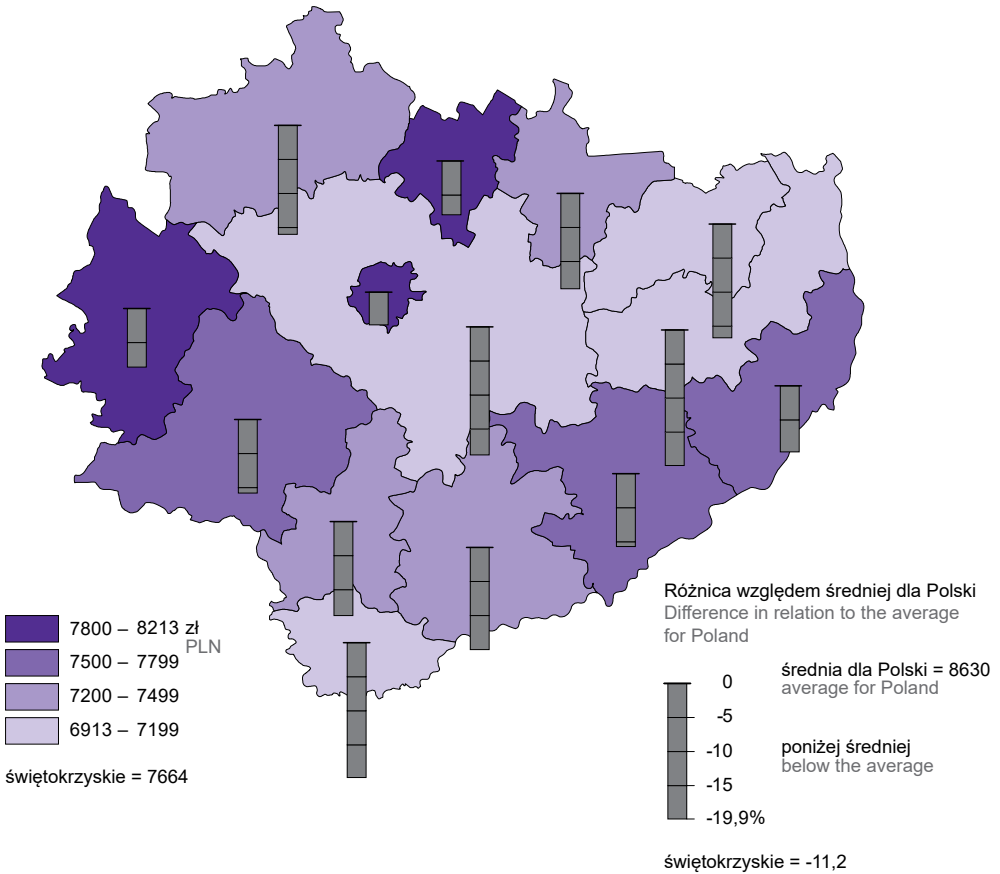 7800 – 8213 zł
PLN
7500 – 7799
7200 – 7499
6913 – 7199
świętokrzyskie = 7664
Różnica względem średniej dla Polski
Difference in relation to the average
for Poland
0
-5
-10
-15
-19,9%
średnia dla Polski = 8630
average for Poland
poniżej średniej
below the average
świętokrzyskie = -11,2